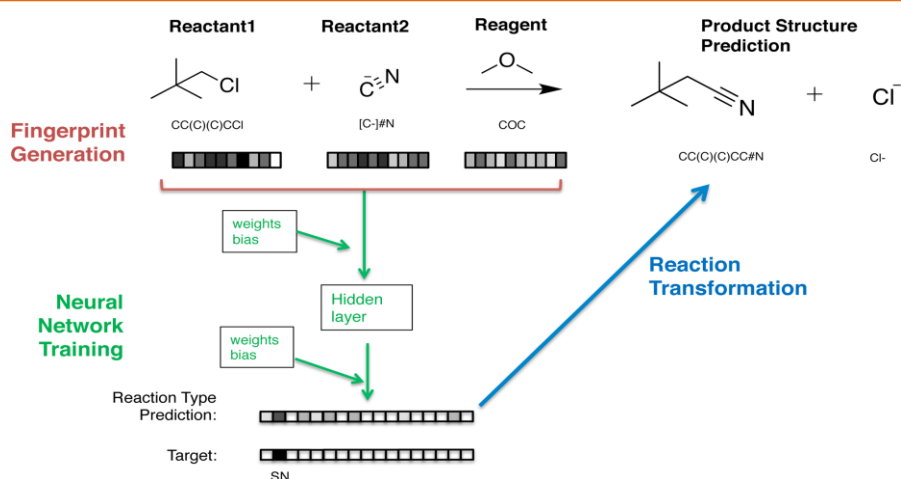 Reactant1 Reactant2 Reagent Product Structure
Prediction
Cl + C N O + Cl-
N
CC(C)(C)CCl [C-]#N COC CC(C)(C)CC#N Cl-
Fingerprint
Generation
weights
bias
Reaction
Transformation
Neural
Network
Training
Hidden
layer
weights
bias
Reaction Type
Prediction:
Target:
SN